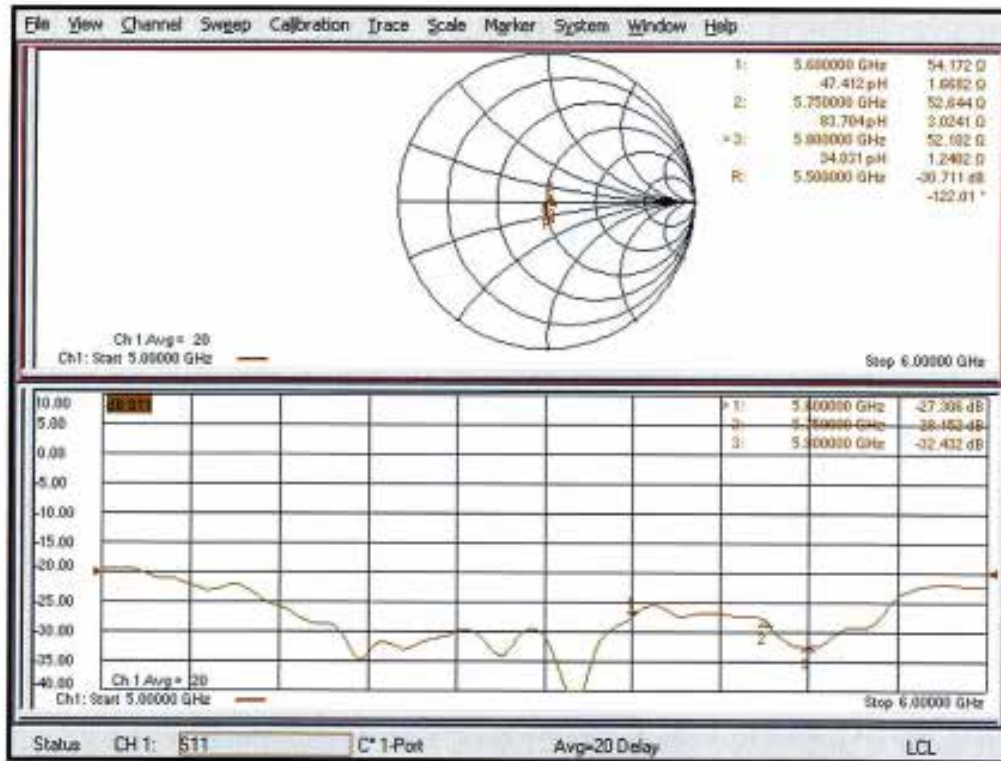 File View Channel Sweep Calibration Trace Scale Marker System Window Help
1: 5.600000 GHz 54.172 Ω
47.412 pH 1.6682 Ω
2: 5.750000 GHz 52.644 Ω
83.704 pH 3.0241 Ω
> 3: 5.800000 GHz 52.102 Ω
34.031 pH 1.2402 Ω
R: 5.500000 GHz -30.711 dB
-122.01 °
Ch 1 Avg = 20
Ch1: Start 5.00000 GHz
Stop 6.00000 GHz
10.00
5.00
0.00
-5.00
-10.00
-15.00
-20.00
-25.00
-30.00
-35.00
-40.00
dB S11
> 1: 5.600000 GHz -27.306 dB
2: 5.750000 GHz -28.152 dB
3: 5.800000 GHz -32.432 dB
1
2
3
Ch 1 Avg = 20
Ch1: Start 5.00000 GHz
Stop 6.00000 GHz
Status CH 1: S11 C* 1-Port Avg=20 Delay LCL